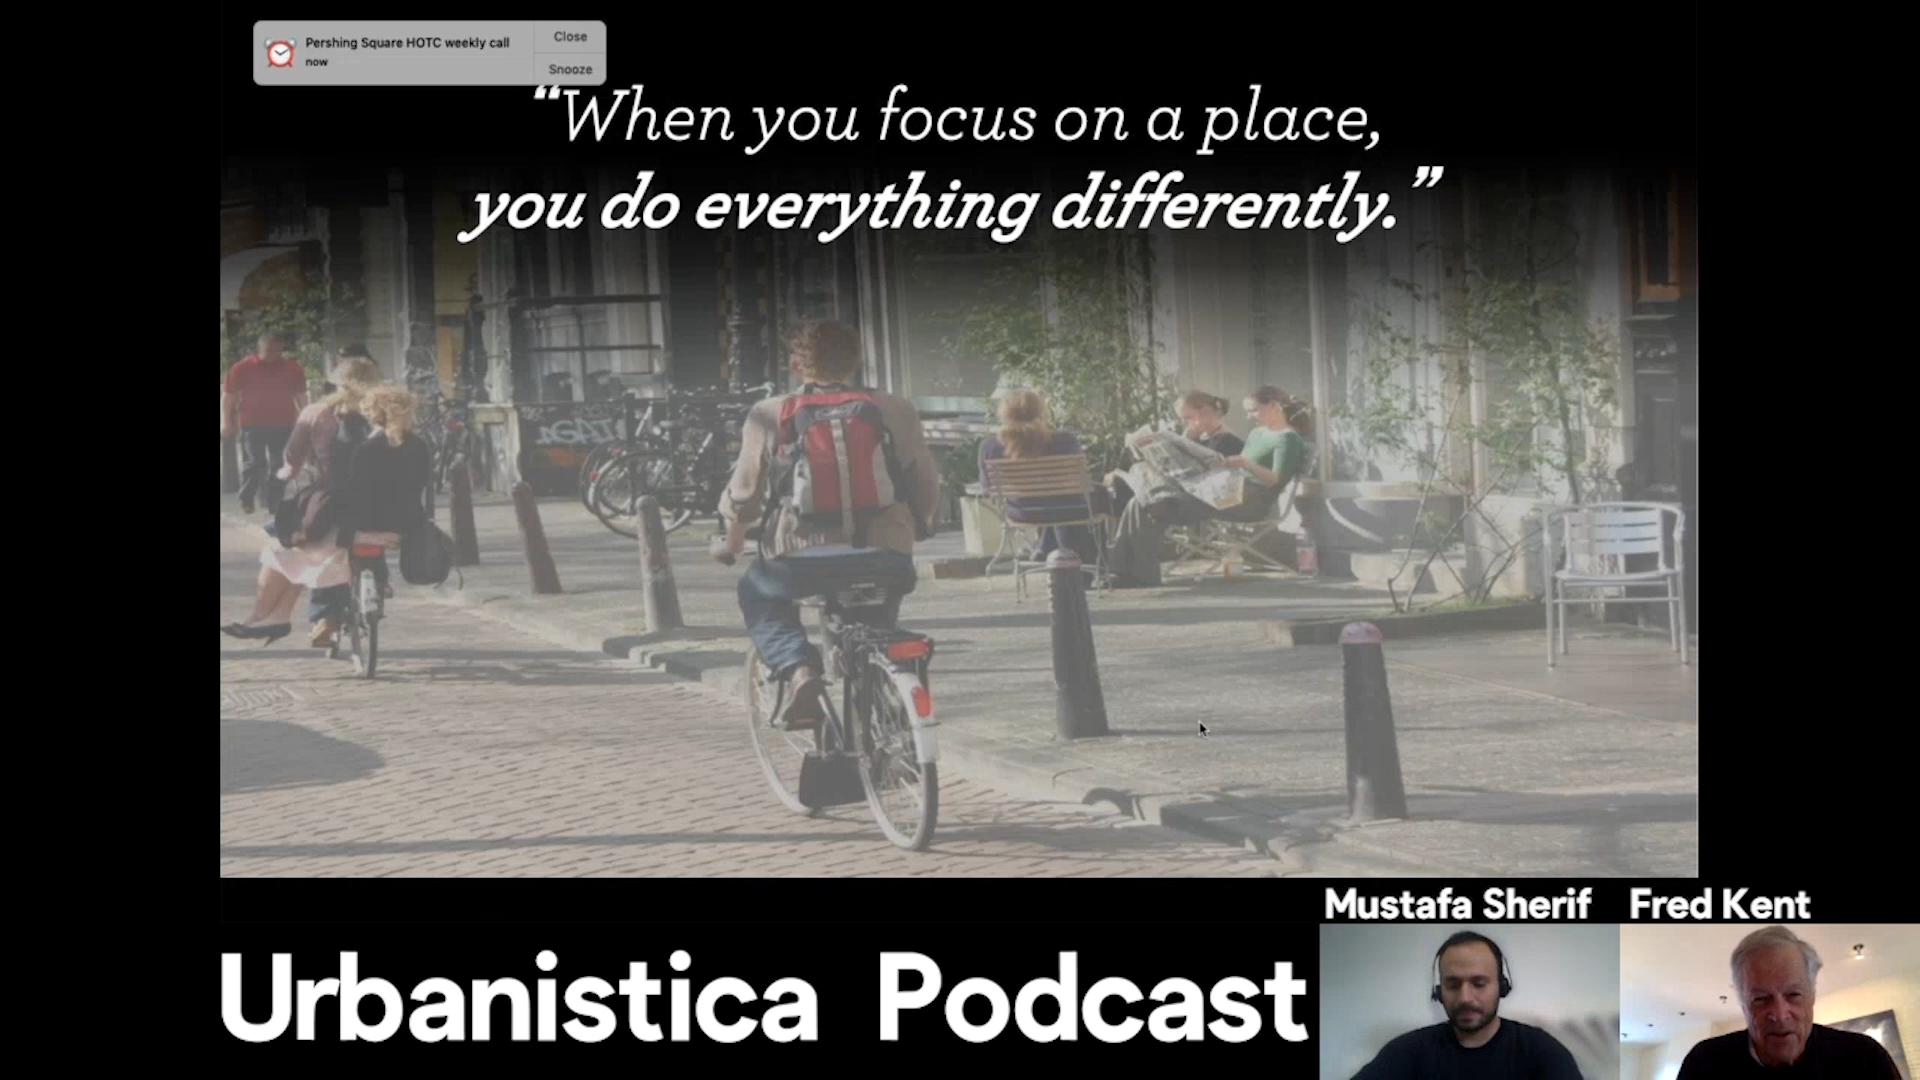 Pershing Square HOTC weekly call
now
Close
Snooze
“When you focus on a place,
you do everything differently.”
AGAIN
Mustafa Sherif
Fred Kent
Urbanistica Podcast